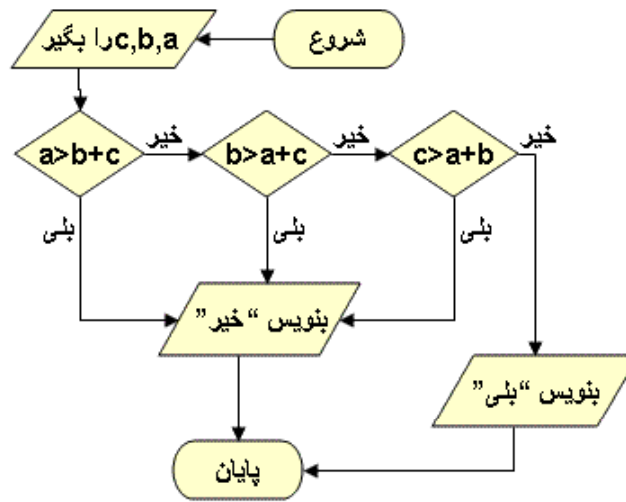 شروع
c,b,a را بگیر
a>b+c
خیر
b>a+c
خیر
c>a+b
خیر
بلی
بلی
بلی
بنویس “خیر”
بنویس “بلی”
پایان